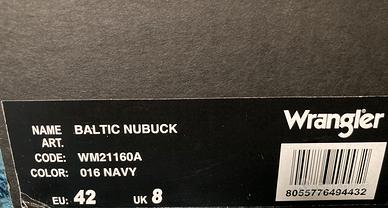 Wrangler
NAME BALTIC NUBUCK
ART.
CODE: WM21160A
COLOR: 016 NAVY
8055776494432
EU: 42 UK 8